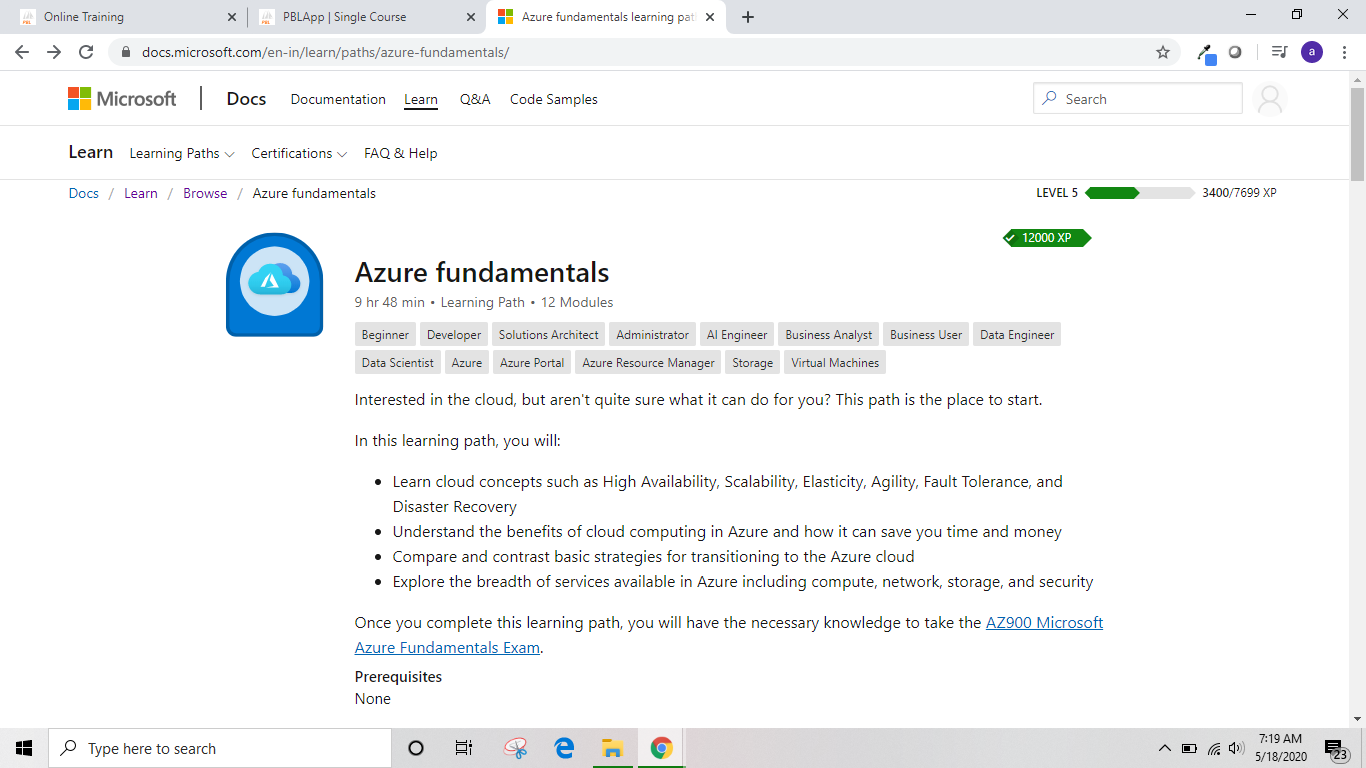 Online Training
PBLApp | Single Course
Azure fundamentals learning pat
docs.microsoft.com/en-in/learn/paths/azure-fundamentals/
a
Microsoft
Docs
Documentation
Learn
Q&A
Code Samples
Search
Learn
Learning Paths
Certifications
FAQ & Help
Docs / Learn / Browse / Azure fundamentals
LEVEL 5
3400/7699 XP
12000 XP
Azure fundamentals
9 hr 48 min • Learning Path • 12 Modules
Beginner Developer Solutions Architect Administrator AI Engineer Business Analyst Business User Data Engineer
Data Scientist Azure Azure Portal Azure Resource Manager Storage Virtual Machines
Interested in the cloud, but aren't quite sure what it can do for you? This path is the place to start.
In this learning path, you will:
• Learn cloud concepts such as High Availability, Scalability, Elasticity, Agility, Fault Tolerance, and
Disaster Recovery
• Understand the benefits of cloud computing in Azure and how it can save you time and money
• Compare and contrast basic strategies for transitioning to the Azure cloud
• Explore the breadth of services available in Azure including compute, network, storage, and security
Once you complete this learning path, you will have the necessary knowledge to take the AZ900 Microsoft
Azure Fundamentals Exam.
Prerequisites
None
Type here to search
7:19 AM
5/18/2020
23